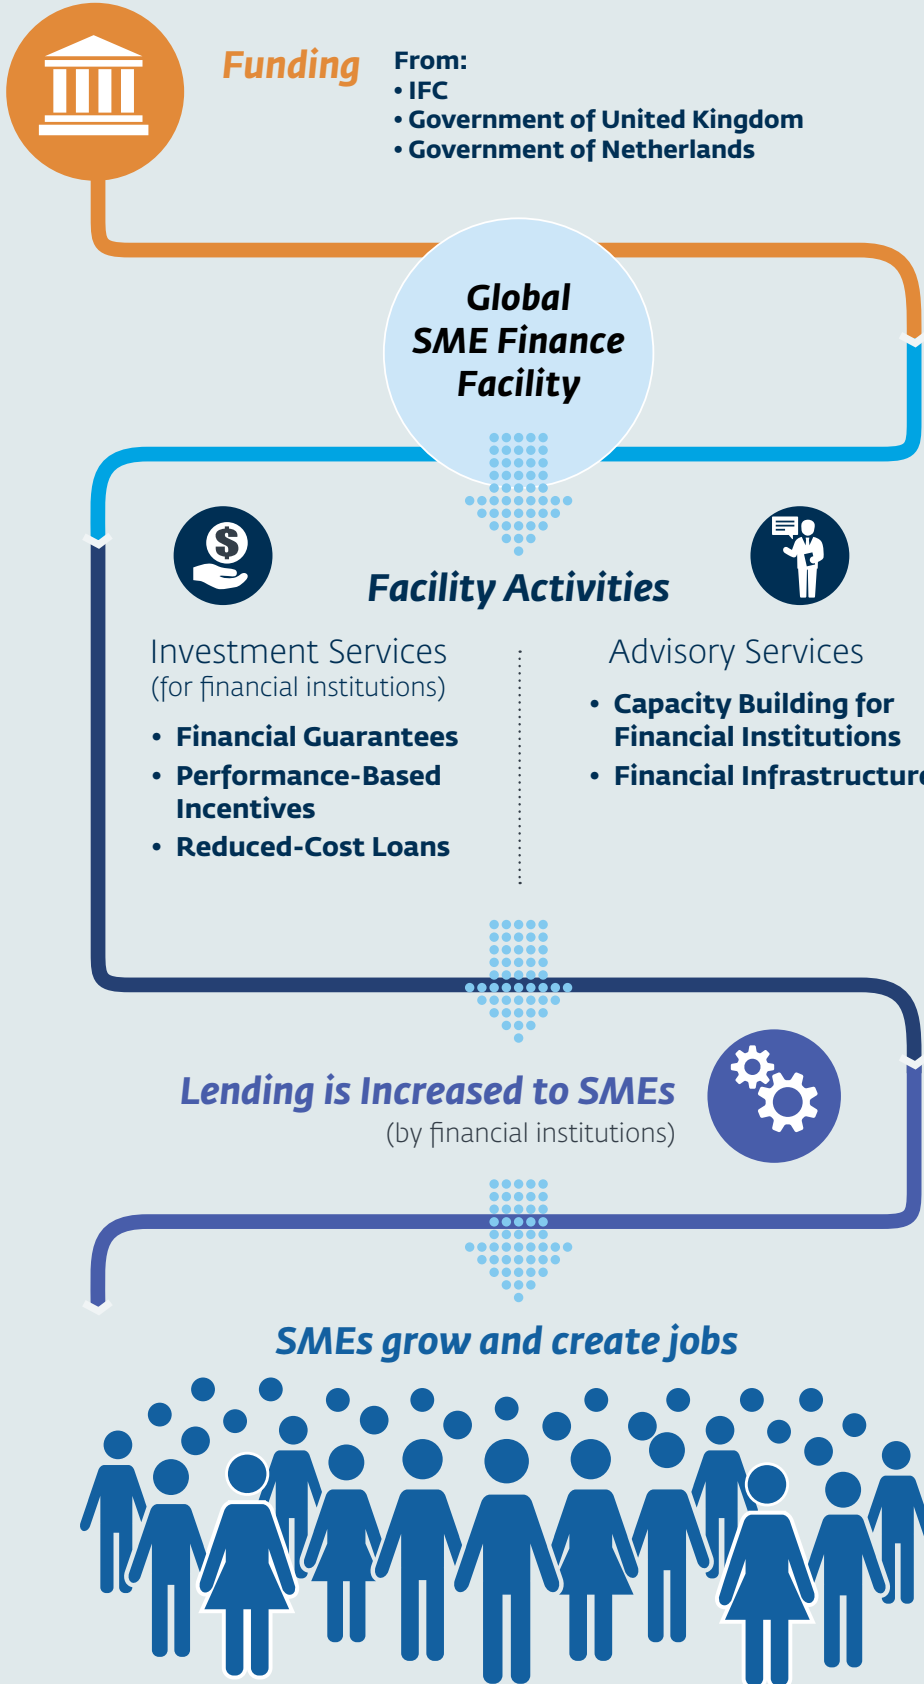 Funding
From:
• IFC
• Government of United Kingdom
• Government of Netherlands
Global
SME Finance
Facility
$
Facility Activities
Investment Services
(for financial institutions)
• Financial Guarantees
• Performance-Based
Incentives
• Reduced-Cost Loans
Advisory Services
• Capacity Building for
Financial Institutions
• Financial Infrastructure
Lending is Increased to SMEs
(by financial institutions)
SMEs grow and create jobs